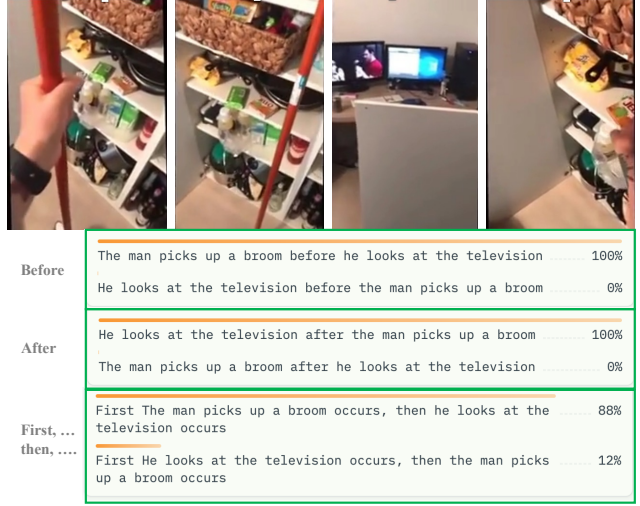 Before
The man picks up a broom before he looks at the television 100%
He looks at the television before the man picks up a broom 0%
After
He looks at the television after the man picks up a broom 100%
The man picks up a broom after he looks at the television 0%
First, …
then, ….
First The man picks up a broom occurs, then he looks at the 88%
television occurs
First He looks at the television occurs, then the man picks 12%
up a broom occurs